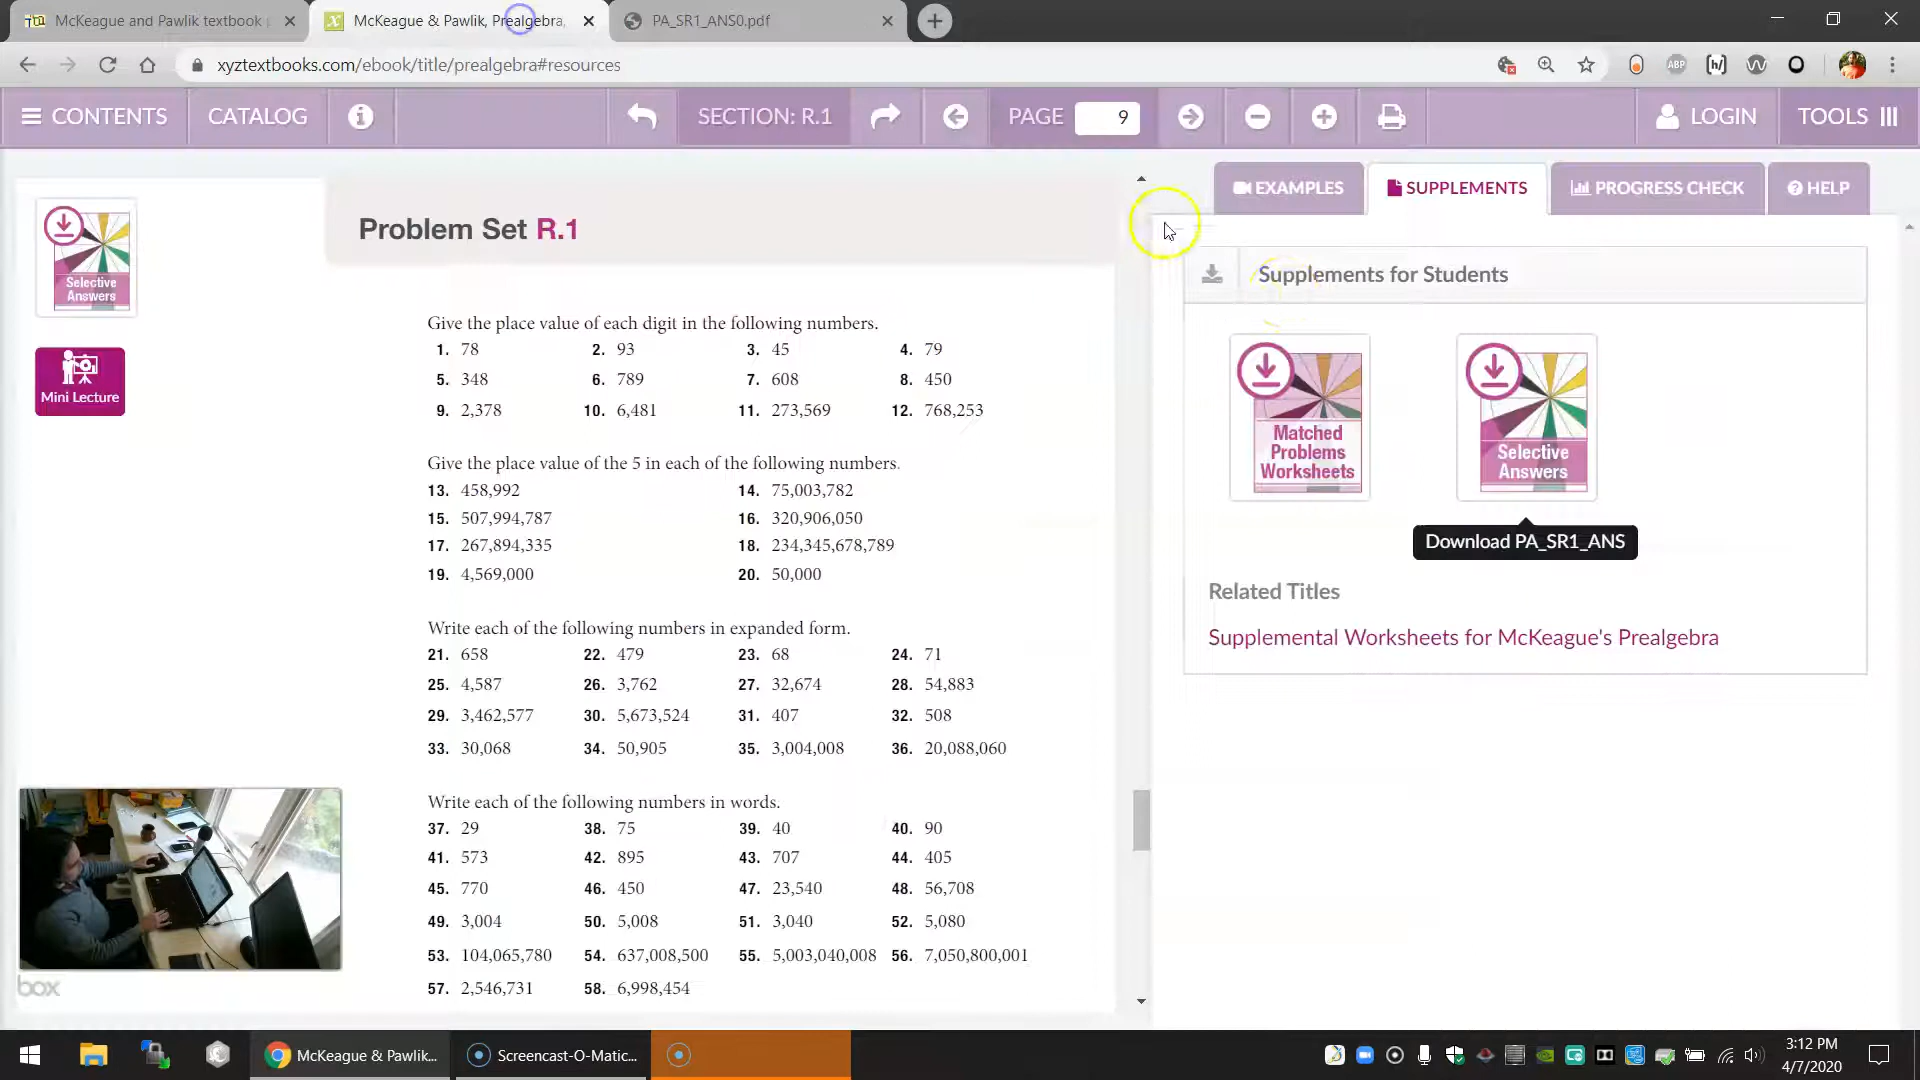 McKeague and Pawlik textbook p
McKeague & Pawlik, Prealgebra,
PA_SR1_ANS0.pdf
xyztextbooks.com/ebook/title/prealgebra#resources
ABP
CONTENTS
CATALOG
SECTION: R.1
PAGE
9
LOGIN
TOOLS
EXAMPLES
SUPPLEMENTS
PROGRESS CHECK
HELP
Selective
Answers
Mini Lecture
Problem Set R.1
Give the place value of each digit in the following numbers.
1. 78 2. 93 3. 45 4. 79
5. 348 6. 789 7. 608 8. 450
9. 2,378 10. 6,481 11. 273,569 12. 768,253
Give the place value of the 5 in each of the following numbers.
13. 458,992 14. 75,003,782
15. 507,994,787 16. 320,906,050
17. 267,894,335 18. 234,345,678,789
19. 4,569,000 20. 50,000
Write each of the following numbers in expanded form.
21. 658 22. 479 23. 68 24. 71
25. 4,587 26. 3,762 27. 32,674 28. 54,883
29. 3,462,577 30. 5,673,524 31. 407 32. 508
33. 30,068 34. 50,905 35. 3,004,008 36. 20,088,060
Write each of the following numbers in words.
37. 29 38. 75 39. 40 40. 90
41. 573 42. 895 43. 707 44. 405
45. 770 46. 450 47. 23,540 48. 56,708
49. 3,004 50. 5,008 51. 3,040 52. 5,080
53. 104,065,780 54. 637,008,500 55. 5,003,040,008 56. 7,050,800,001
57. 2,546,731 58. 6,998,454
Supplements for Students
Matched
Problems
Worksheets
Selective
Answers
Download PA_SR1_ANS
Related Titles
Supplemental Worksheets for McKeague's Prealgebra
box
McKeague & Pawlik...
Screencast-O-Matic...
3:12 PM
4/7/2020